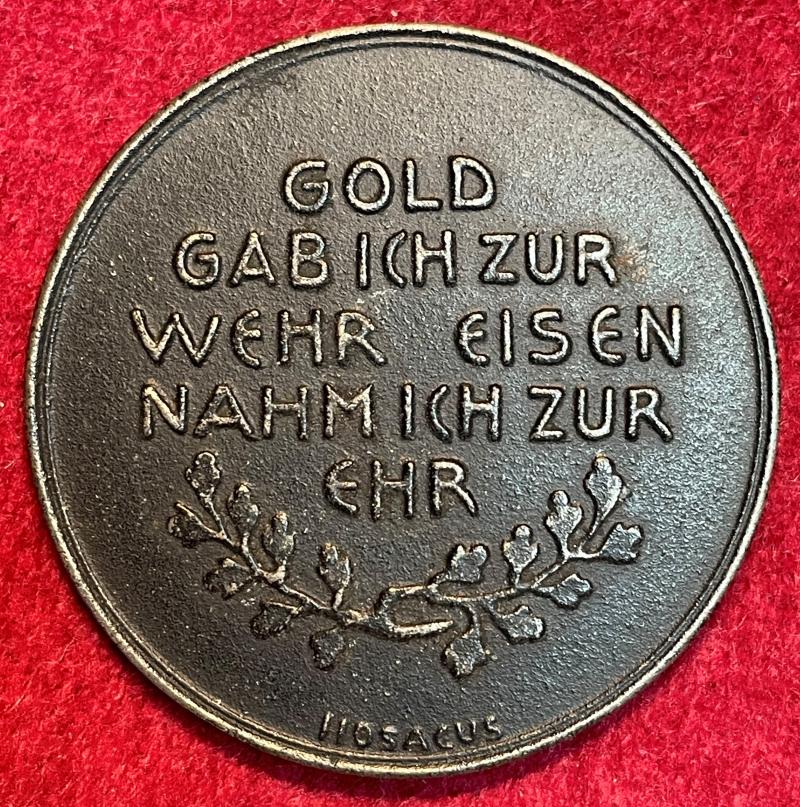 GOLD
GAB ICH ZUR
WEHR EISEN
NAHM ICH ZUR
EHR
HOSAEUS